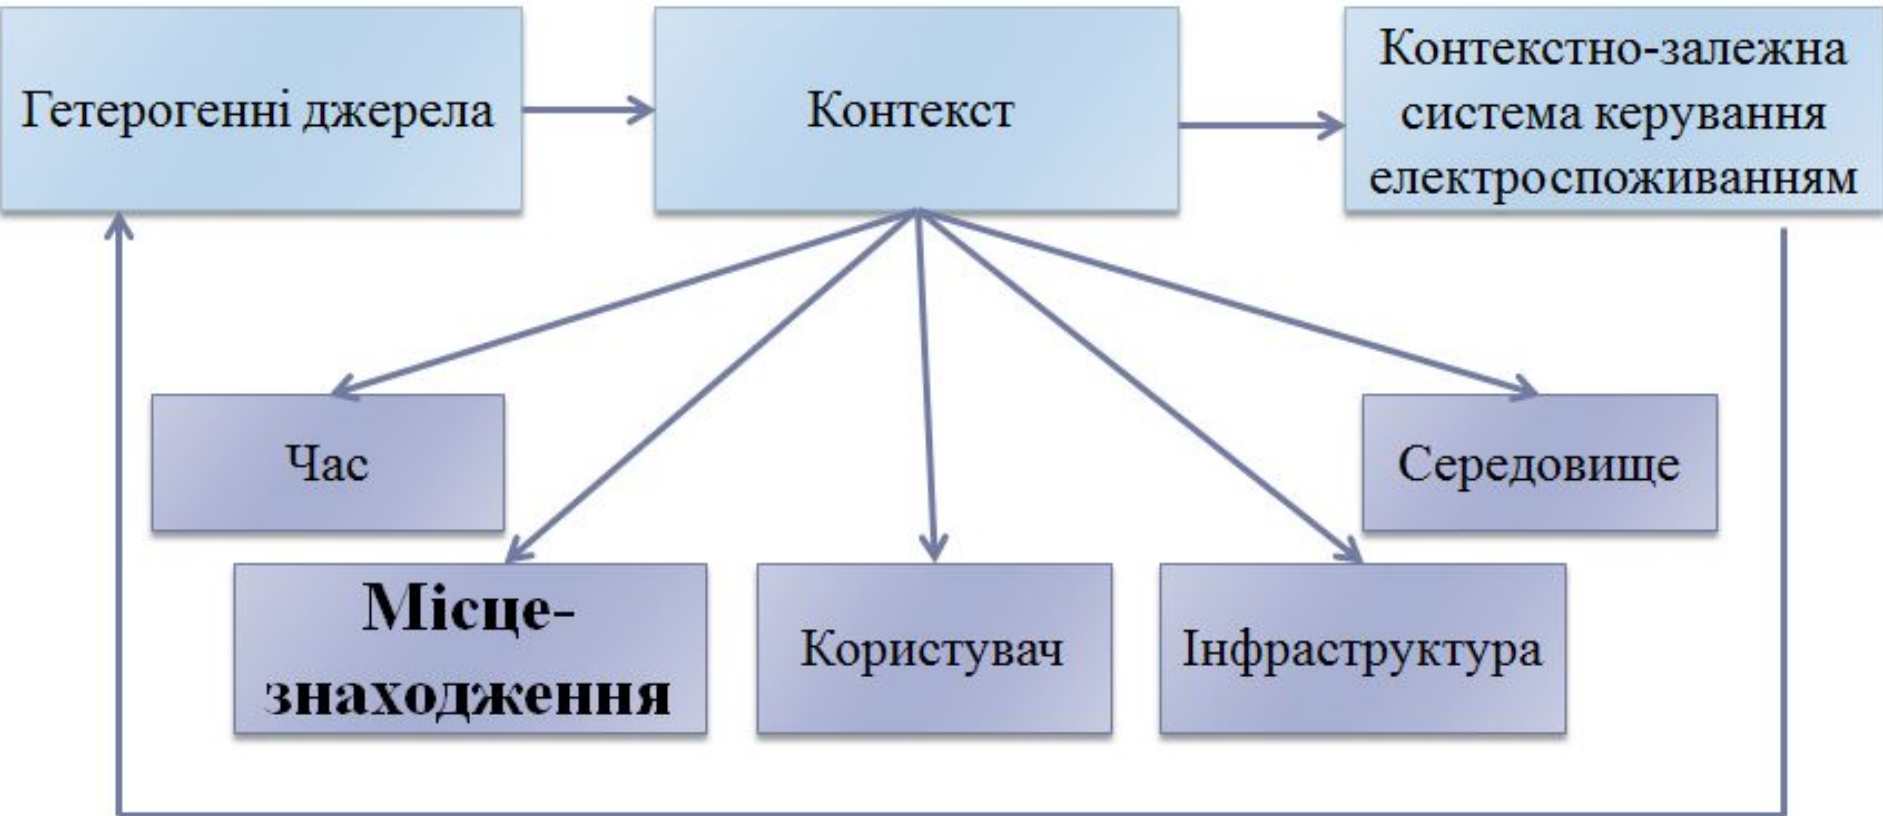 Гетерогенні джерела
Контекст
Контекстно-залежна
система керування
електроспоживанням
Час
Середовище
Місце-
знаходження
Користувач
Інфраструктура